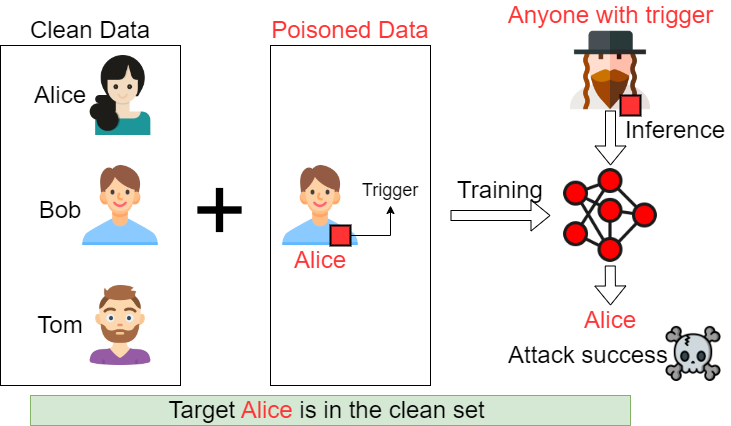 Clean Data
Poisoned Data
Anyone with trigger
Alice
Bob
Tom
Trigger
Alice
Training
Inference
Alice
Attack success
Target Alice is in the clean set